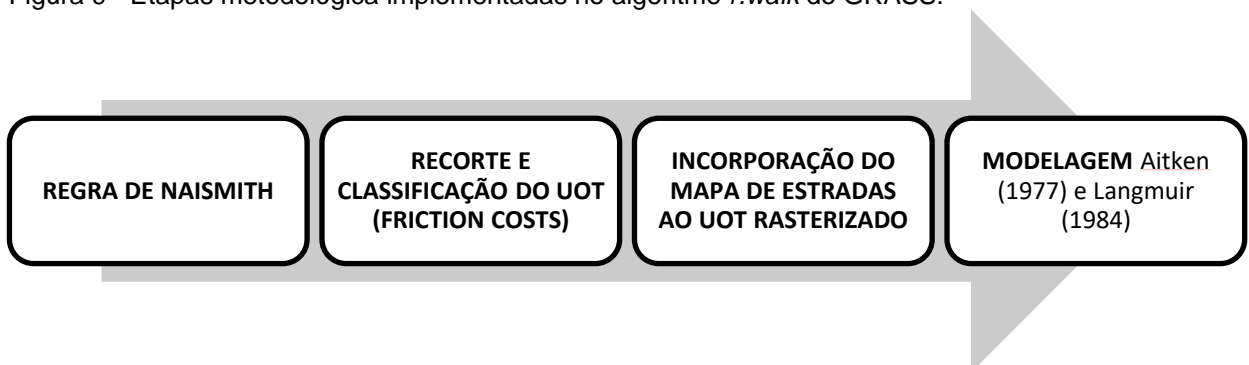 Figura - Etapas metodológica implementadas no algoritmo r.walk do GRASS.
REGRA DE NAISMITH
RECORTE E
CLASSIFICAÇÃO DO UOT
(FRICTION COSTS)
INCORPORAÇÃO DO
MAPA DE ESTRADAS
AO UOT RASTERIZADO
MODELAGEM Aitken
(1977) e Langmuir
(1984)